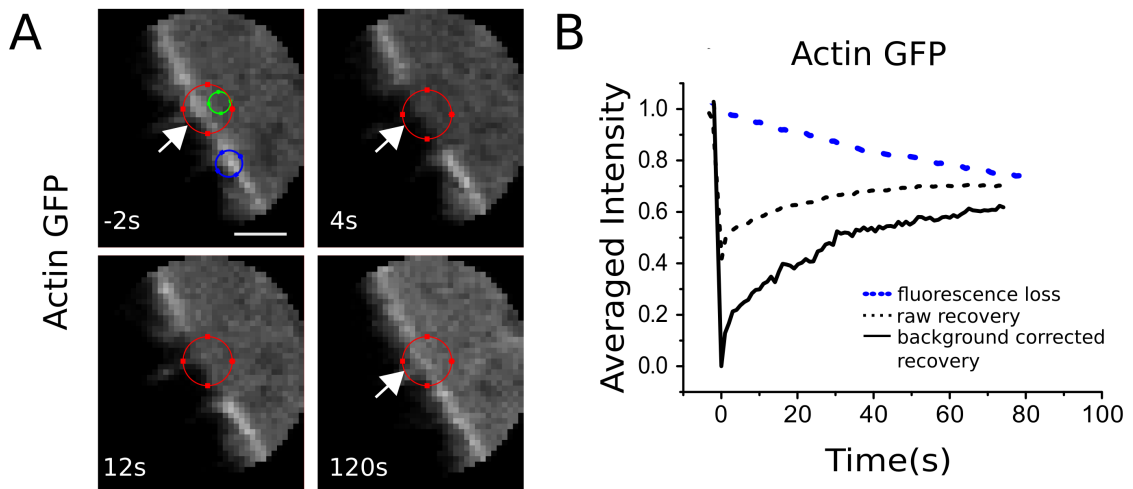 A
Actin GFP
-2s
4s
12s
120s
B
Actin GFP
Averaged Intensity
1.0
0.8
0.6
0.4
0.2
0.0
fluorescence loss
raw recovery
background corrected
recovery
0 20 40 60 80 100
Time(s)